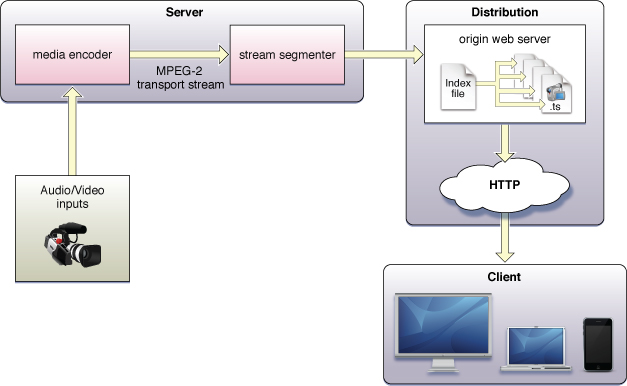 Server
media encoder
MPEG-2
transport stream
stream segmenter
Audio/Video
inputs
Distribution
origin web server
Index
file
.ts
HTTP
Client